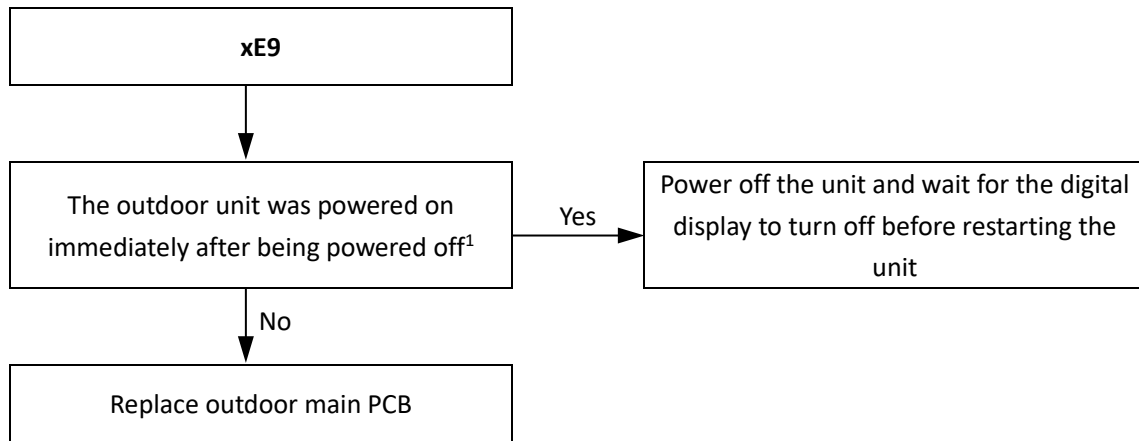 xE9
The outdoor unit was powered on
immediately after being powered off¹
Yes
Power off the unit and wait for the digital
display to turn off before restarting the
unit
No
Replace outdoor main PCB